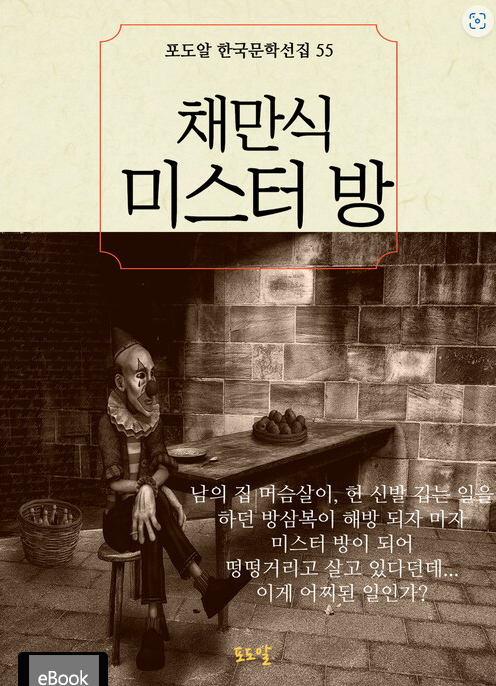 포도알 한국문학선집 55
채만식
미스터 방
남의 집 머슴살이, 헌 신발 깁는 일을
하던 방삼복이 해방 되자 마자
미스터 방이 되어
떵떵거리고 살고 있다던데...
이게 어찌된 일인가?
포도알
eBook